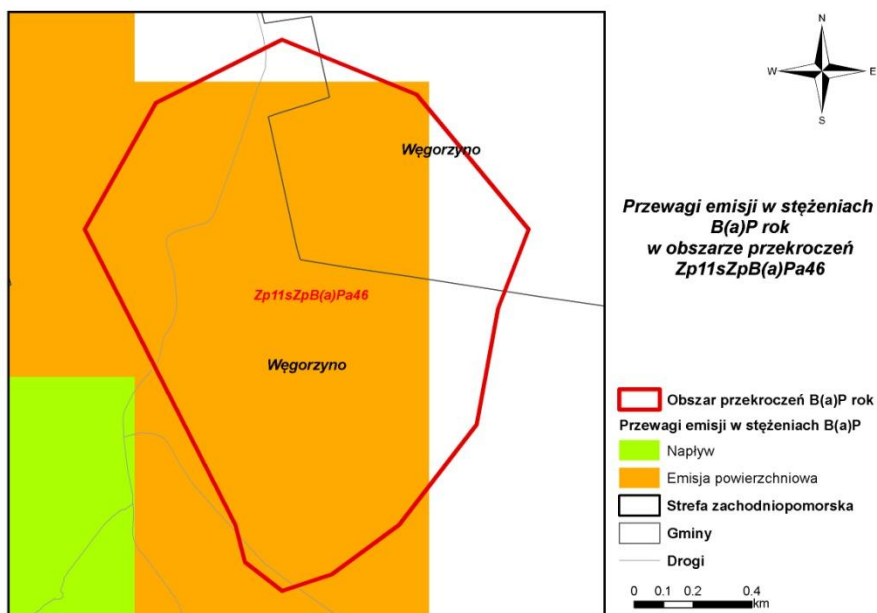 N
W
E
S
Węgorzyno
Przewagi emisji w stężeniach
B(a)P rok
w obszarze przekroczeń
Zp11sZpB(a)Pa46
Zp11sZpB(a)Pa46
Węgorzyno
Obszar przekroczeń B(a)P rok
Przewagi emisji w stężeniach B(a)P
Napływ
Emisja powierzchniowa
Strefa zachodniopomorska
Gminy
Drogi
0 0.1 0.2 0.4
km